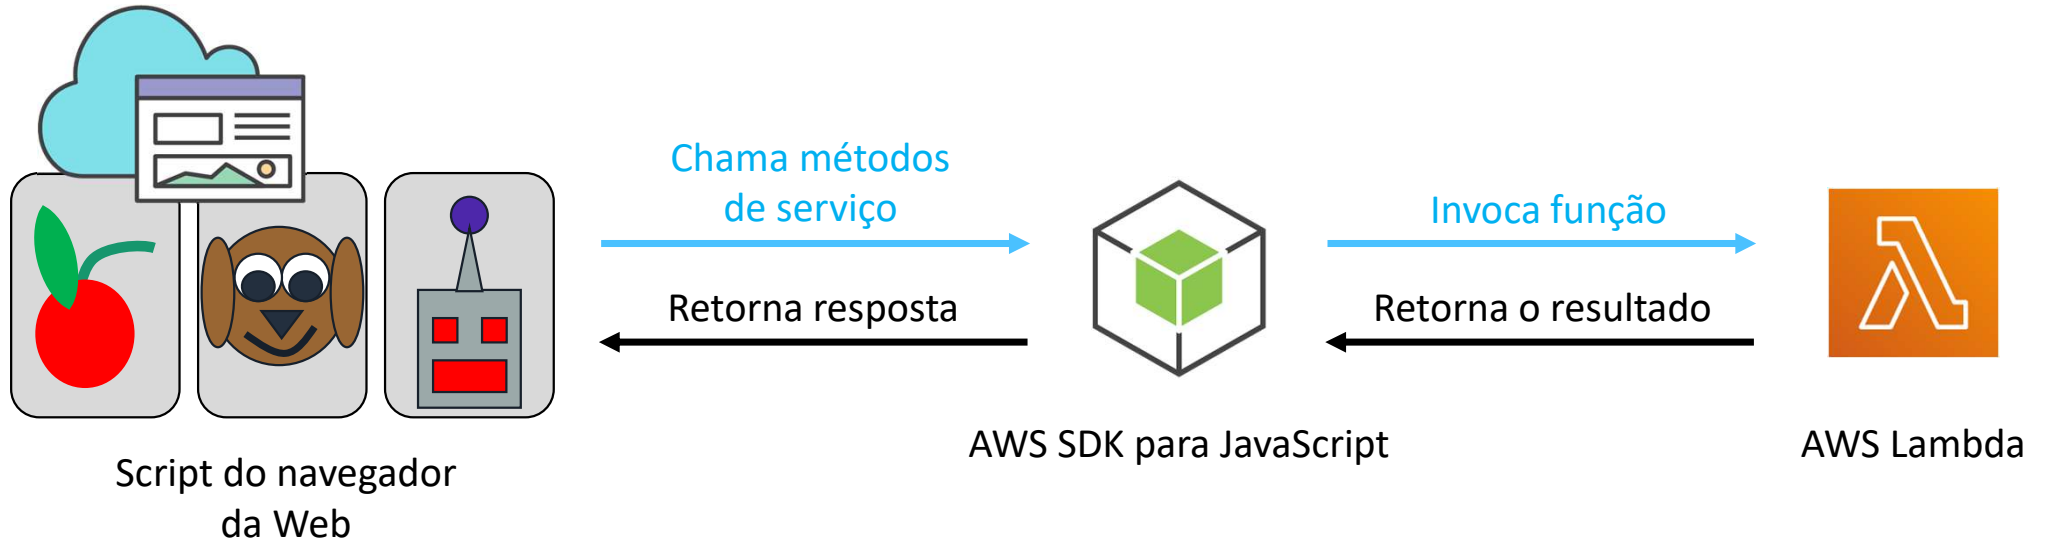 Chama métodos
de serviço
Invoca função
Retorna resposta
Retorna o resultado
AWS SDK para JavaScript
AWS Lambda
Script do navegador
da Web